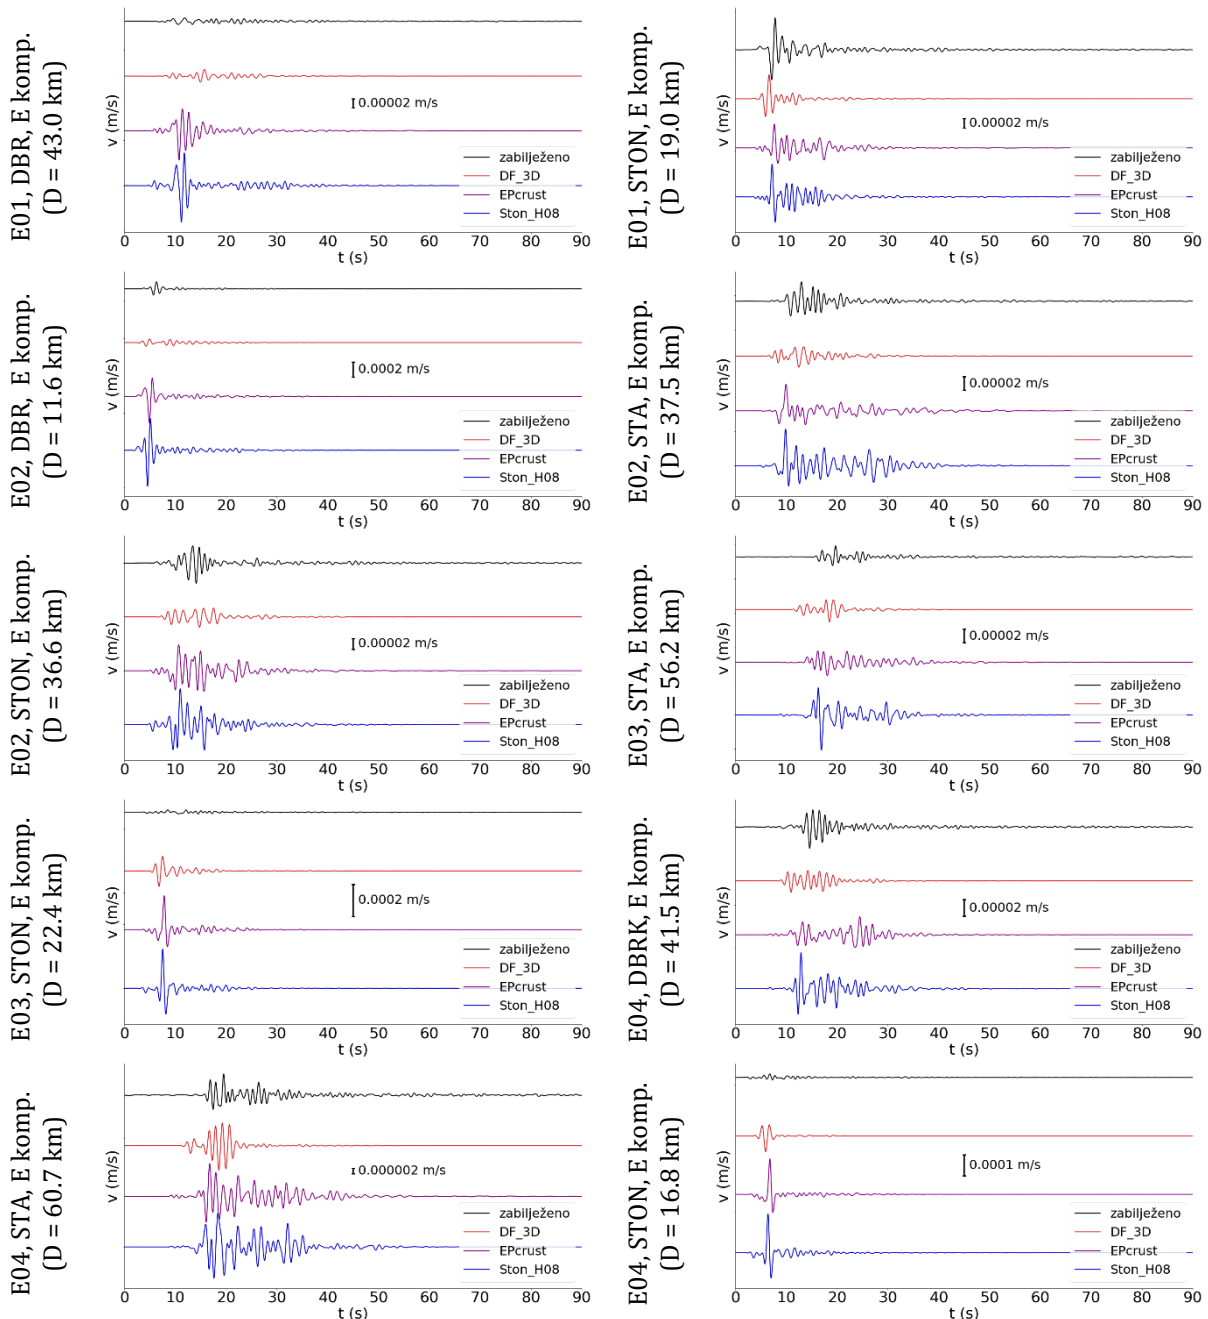 E01, DBR, E komp.
(D = 43.0 km)
v (m/s)
0.00002 m/s
zabilježeno
DF_3D
EPcrust
Ston_H08
0 10 20 30 40 50 60 70 80 90
t (s)
E01, STON, E komp.
(D = 19.0 km)
v (m/s)
0.00002 m/s
zabilježeno
DF_3D
EPcrust
Ston_H08
0 10 20 30 40 50 60 70 80 90
t (s)
E02, DBR, E komp.
(D = 11.6 km)
v (m/s)
0.0002 m/s
zabilježeno
DF_3D
EPcrust
Ston_H08
0 10 20 30 40 50 60 70 80 90
t (s)
E02, STA, E komp.
(D = 37.5 km)
v (m/s)
0.00002 m/s
zabilježeno
DF_3D
EPcrust
Ston_H08
0 10 20 30 40 50 60 70 80 90
t (s)
E02, STON, E komp.
(D = 36.6 km)
v (m/s)
0.00002 m/s
zabilježeno
DF_3D
EPcrust
Ston_H08
0 10 20 30 40 50 60 70 80 90
t (s)
E03, STA, E komp.
(D = 56.2 km)
v (m/s)
0.00002 m/s
zabilježeno
DF_3D
EPcrust
Ston_H08
0 10 20 30 40 50 60 70 80 90
t (s)
E03, STON, E komp.
(D = 22.4 km)
v (m/s)
0.0002 m/s
zabilježeno
DF_3D
EPcrust
Ston_H08
0 10 20 30 40 50 60 70 80 90
t (s)
E04, DBRK, E komp.
(D = 41.5 km)
v (m/s)
0.00002 m/s
zabilježeno
DF_3D
EPcrust
Ston_H08
0 10 20 30 40 50 60 70 80 90
t (s)
E04, STA, E komp.
(D = 60.7 km)
v (m/s)
0.000002 m/s
zabilježeno
DF_3D
EPcrust
Ston_H08
0 10 20 30 40 50 60 70 80 90
t (s)
E04, STON, E komp.
(D = 16.8 km)
v (m/s)
0.0001 m/s
zabilježeno
DF_3D
EPcrust
Ston_H08
0 10 20 30 40 50 60 70 80 90
t (s)